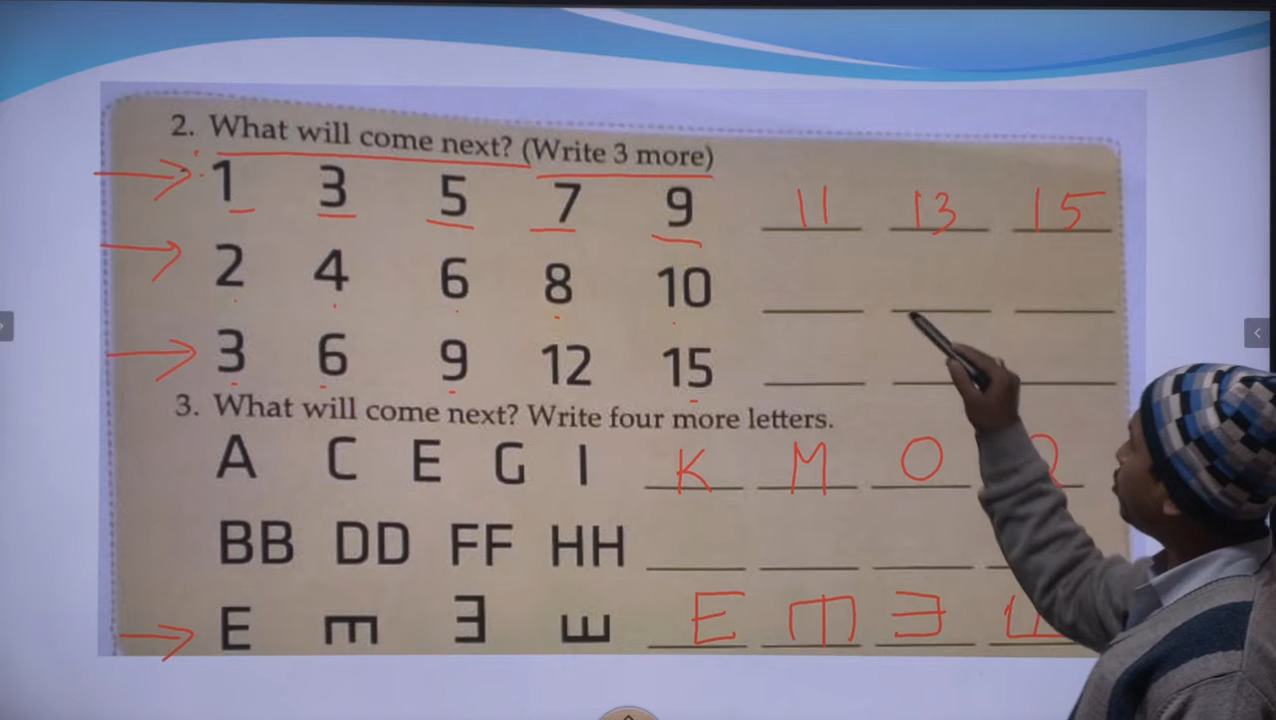 2. What will come next? (Write 3 more)
1 3 5 7 9 11 13 15
2 4 6 8 10
3 6 9 12 15
3. What will come next? Write four more letters.
A C E G I K M O
BB DD FF HH
E E E E E E E